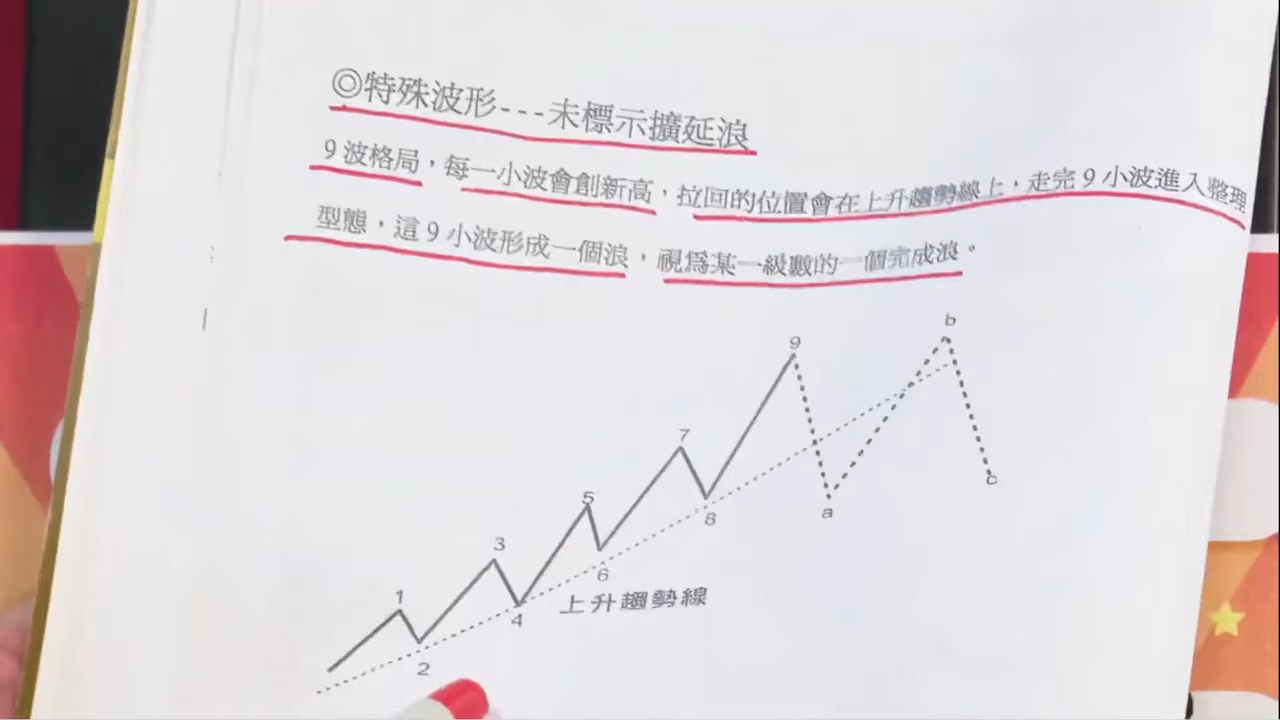 ◎特殊波形---未標示擴延浪
9波格局，每一小波會創新高，拉回的位置會在上升趨勢線上，走完9小波進入整理
型態，這9小波形成一個浪，視爲某一級數的一個完成浪。
b
9
7
5
c
a
8
3
6
上升趨勢線
1
4
2